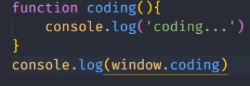 function coding(){
    console.log('coding...')
}
console.log(window.coding)